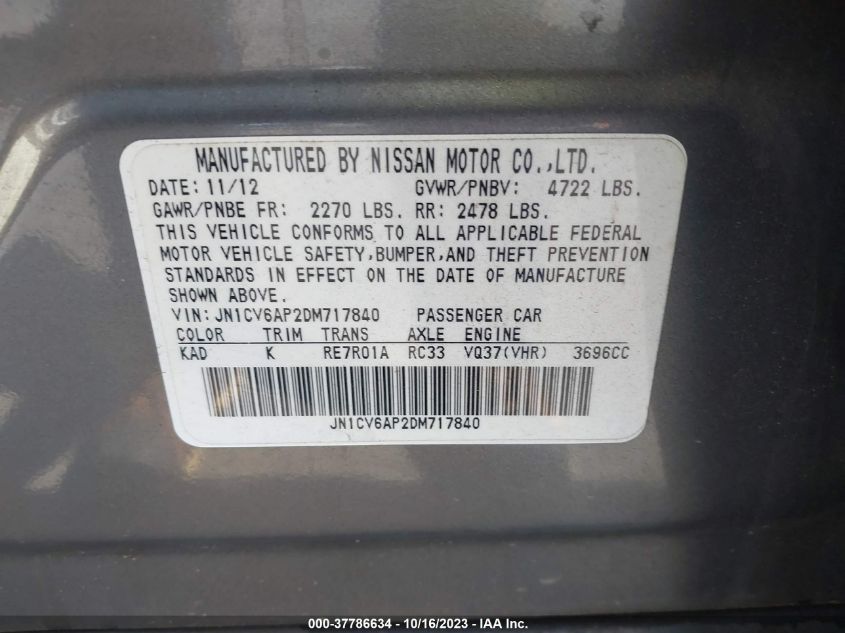 MANUFACTURED BY NISSAN MOTOR CO.,LTD.
DATE:11/12 GVWR/PNBV: 4722 LBS.
GAWR/PNBE FR: 2270 LBS. RR: 2478 LBS.
THIS VEHICLE CONFORMS TO ALL APPLICABLE FEDERAL
MOTOR VEHICLE SAFETY,BUMPER,AND THEFT PREVENTION
STANDARDS IN EFFECT ON THE DATE OF MANUFACTURE
SHOWN ABOVE.
VIN:JN1CV6AP2DM717840 PASSENGER CAR
COLOR TRIM TRANS AXLE ENGINE
KAD K RE7R01A RC33 VQ37(VHR) 3696CC
JN1CV6AP2DM717840
000-37786634 - 10/16/2023 - IAA Inc.